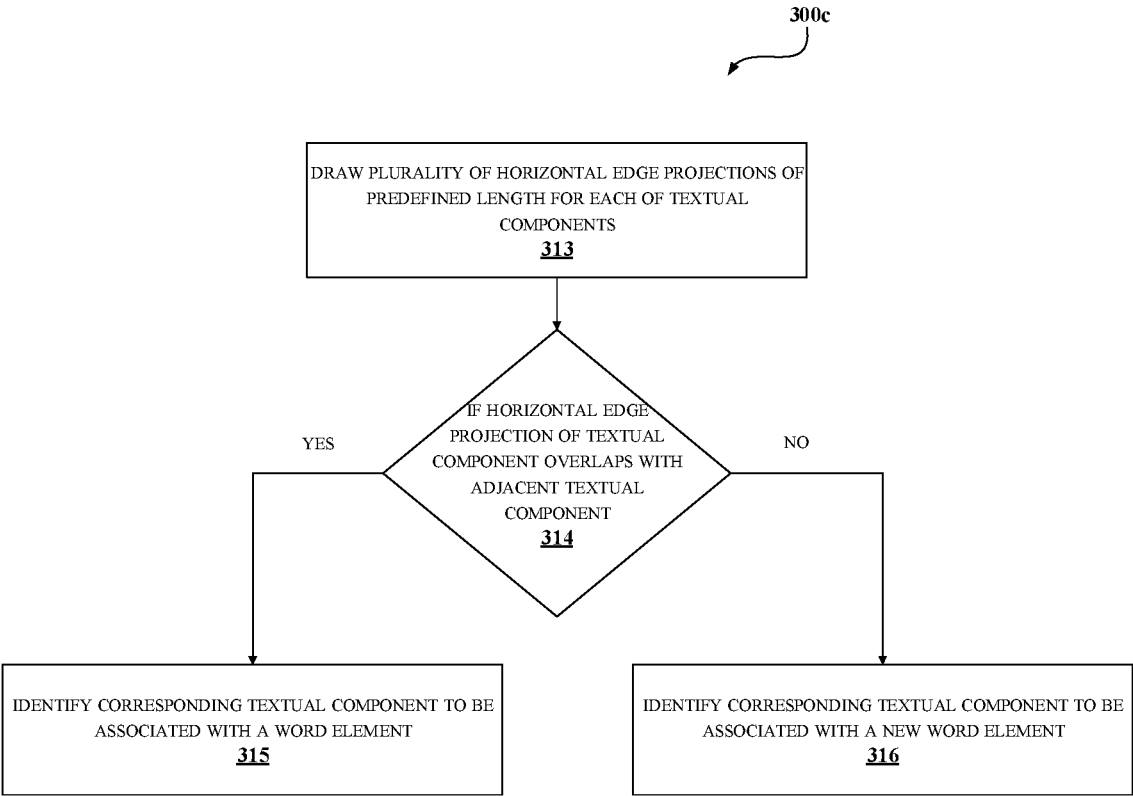 300c
DRAW PLURALITY OF HORIZONTAL EDGE PROJECTIONS OF
PREDEFINED LENGTH FOR EACH OF TEXTUAL
COMPONENTS
313
IF HORIZONTAL EDGE
PROJECTION OF TEXTUAL
COMPONENT OVERLAPS WITH
ADJACENT TEXTUAL
COMPONENT
314
YES
NO
IDENTIFY CORRESPONDING TEXTUAL COMPONENT TO BE
ASSOCIATED WITH A WORD ELEMENT
315
IDENTIFY CORRESPONDING TEXTUAL COMPONENT TO BE
ASSOCIATED WITH A NEW WORD ELEMENT
316